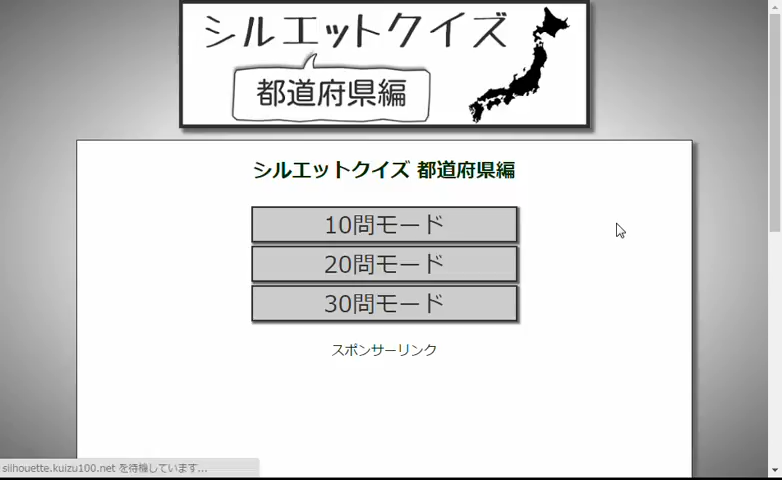 シルエットクイズ
都道府県編
シルエットクイズ 都道府県編
10問モード
20問モード
30問モード
スポンサーリンク
silhouette.kuizu100.net を待機しています...